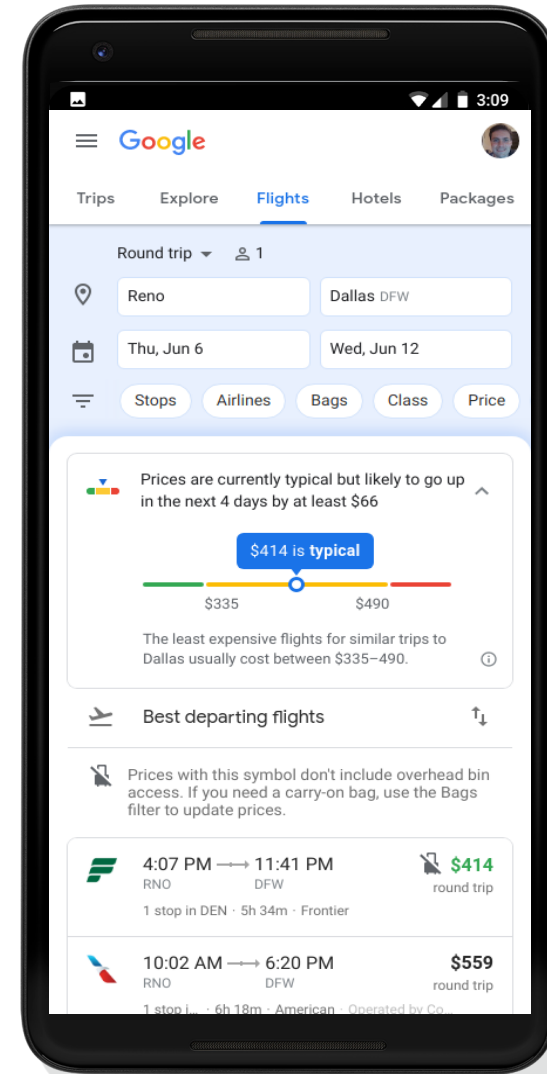 3:09
Google
Trips Explore Flights Hotels Packages
Round trip 1
Reno Dallas DFW
Thu, Jun 6 Wed, Jun 12
Stops Airlines Bags Class Price
Prices are currently typical but likely to go up
in the next 4 days by at least $66
$414 is typical
$335 $490
The least expensive flights for similar trips to
Dallas usually cost between $335–490.
Best departing flights
Prices with this symbol don't include overhead bin
access. If you need a carry-on bag, use the Bags
filter to update prices.
4:07 PM 11:41 PM $414
RNO DFW round trip
1 stop in DEN · 5h 34m · Frontier
10:02 AM 6:20 PM $559
RNO DFW round trip
1 stop i... · 6h 18m · American · Operated by Co...